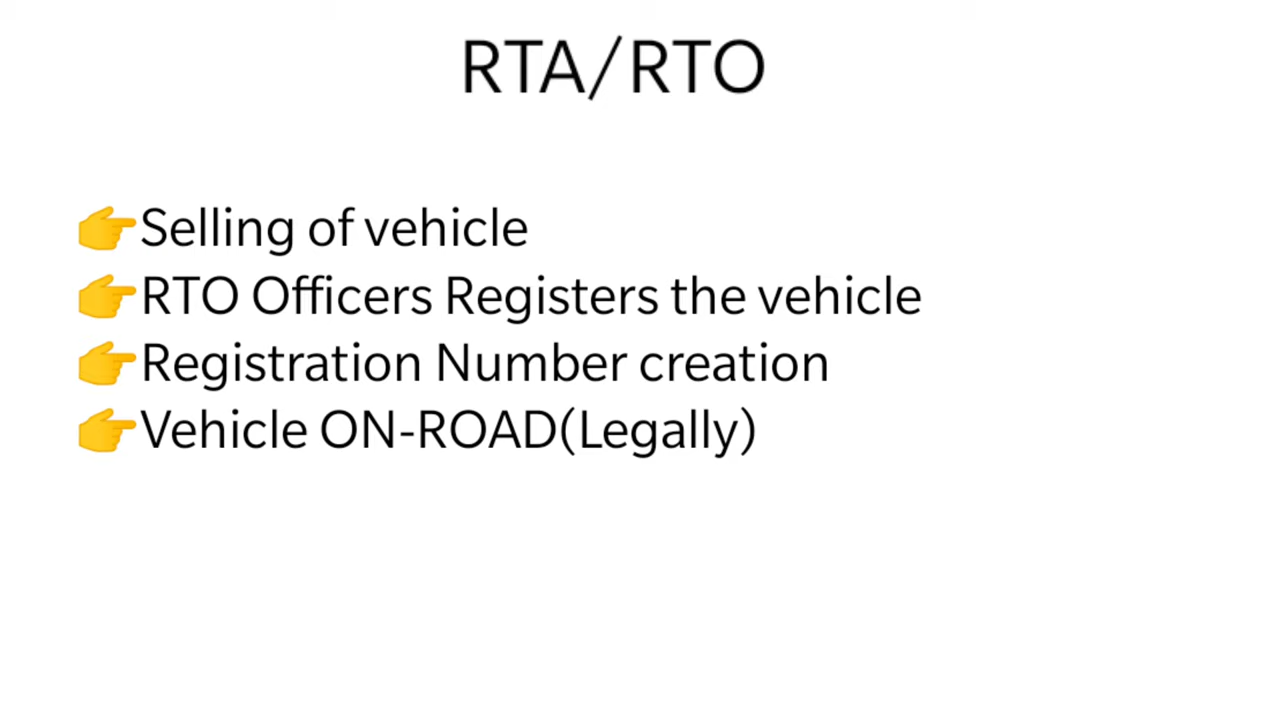 RTA/RTO
👉Selling of vehicle
👉RTO Officers Registers the vehicle
👉Registration Number creation
👉Vehicle ON-ROAD(Legally)